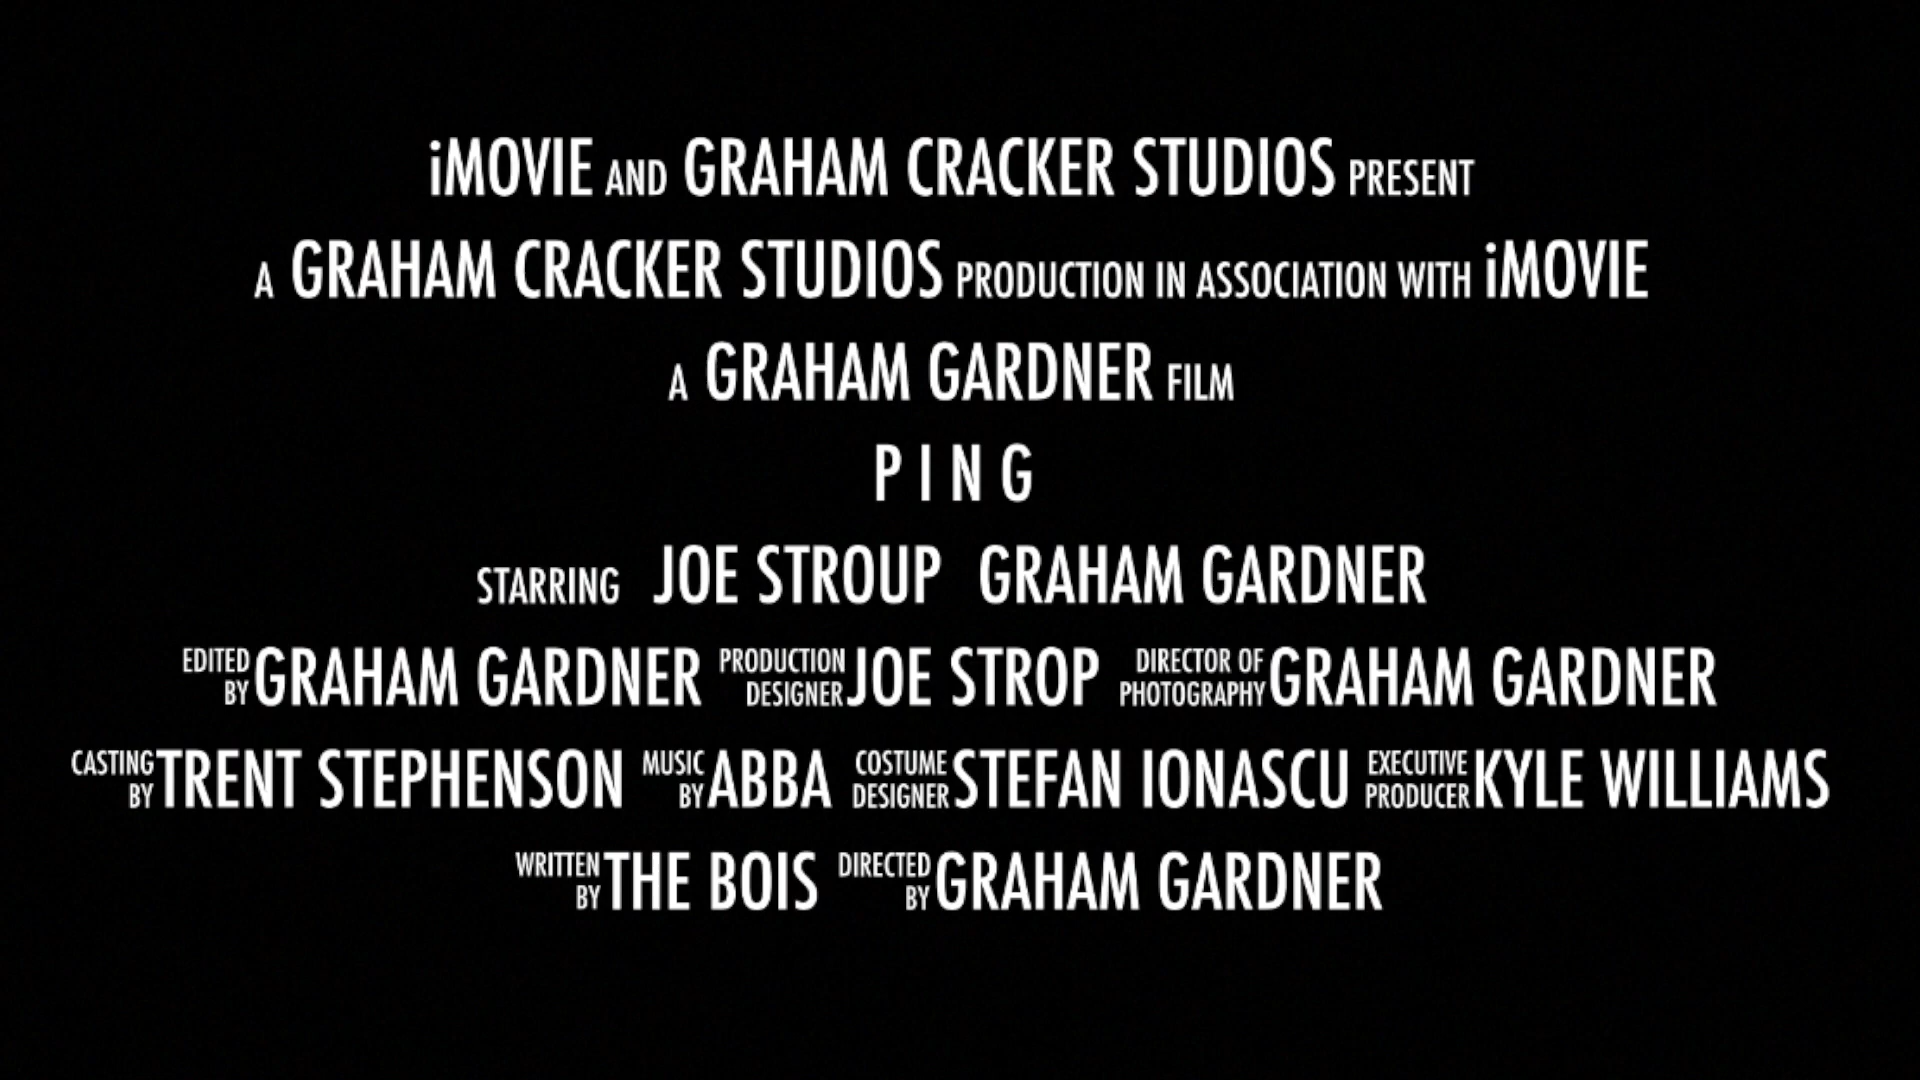 iMOVIE AND GRAHAM CRACKER STUDIOS PRESENT
A GRAHAM CRACKER STUDIOS PRODUCTION IN ASSOCIATION WITH iMOVIE
A GRAHAM GARDNER FILM
P I N G
STARRING JOE STROUP GRAHAM GARDNER
EDITED BY GRAHAM GARDNER PRODUCTION DESIGNER JOE STROP DIRECTOR OF PHOTOGRAPHY GRAHAM GARDNER
CASTING BY TRENT STEPHENSON MUSIC BY ABBA COSTUME DESIGNER STEFAN IONASCU EXECUTIVE PRODUCER KYLE WILLIAMS
WRITTEN BY THE BOIS DIRECTED BY GRAHAM GARDNER